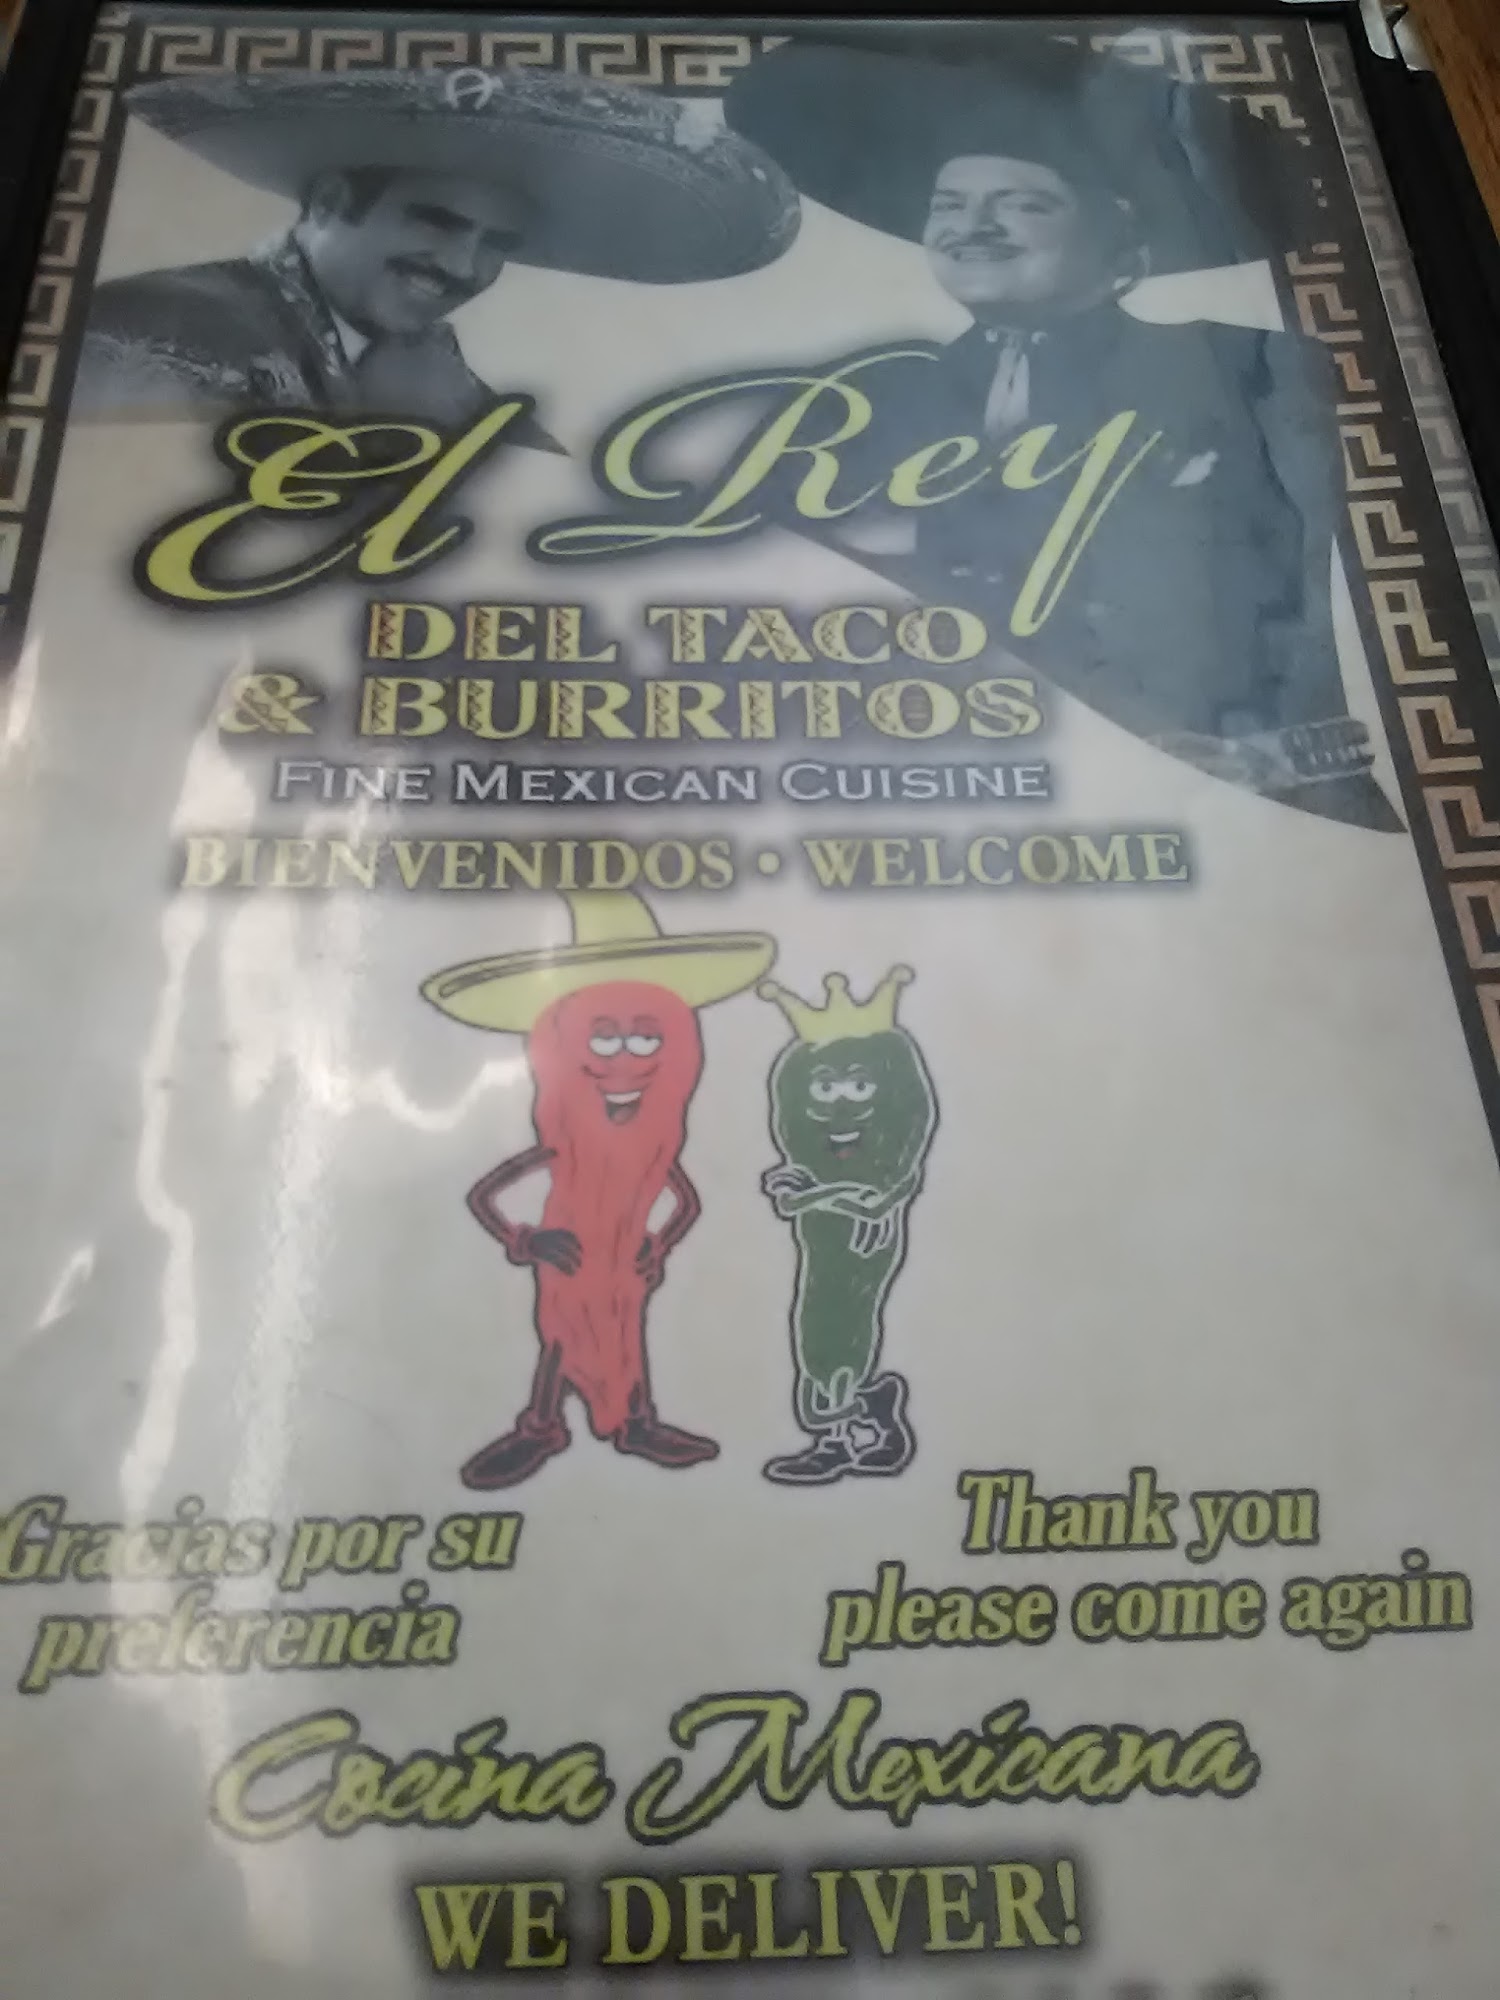 El Rey
DEL TACO
& BURRITOS
FINE MEXICAN CUISINE
BIENVENIDOS • WELCOME
Gracias por su
preferencia
Thank you
please come again
Cocina Mexicana
WE DELIVER!